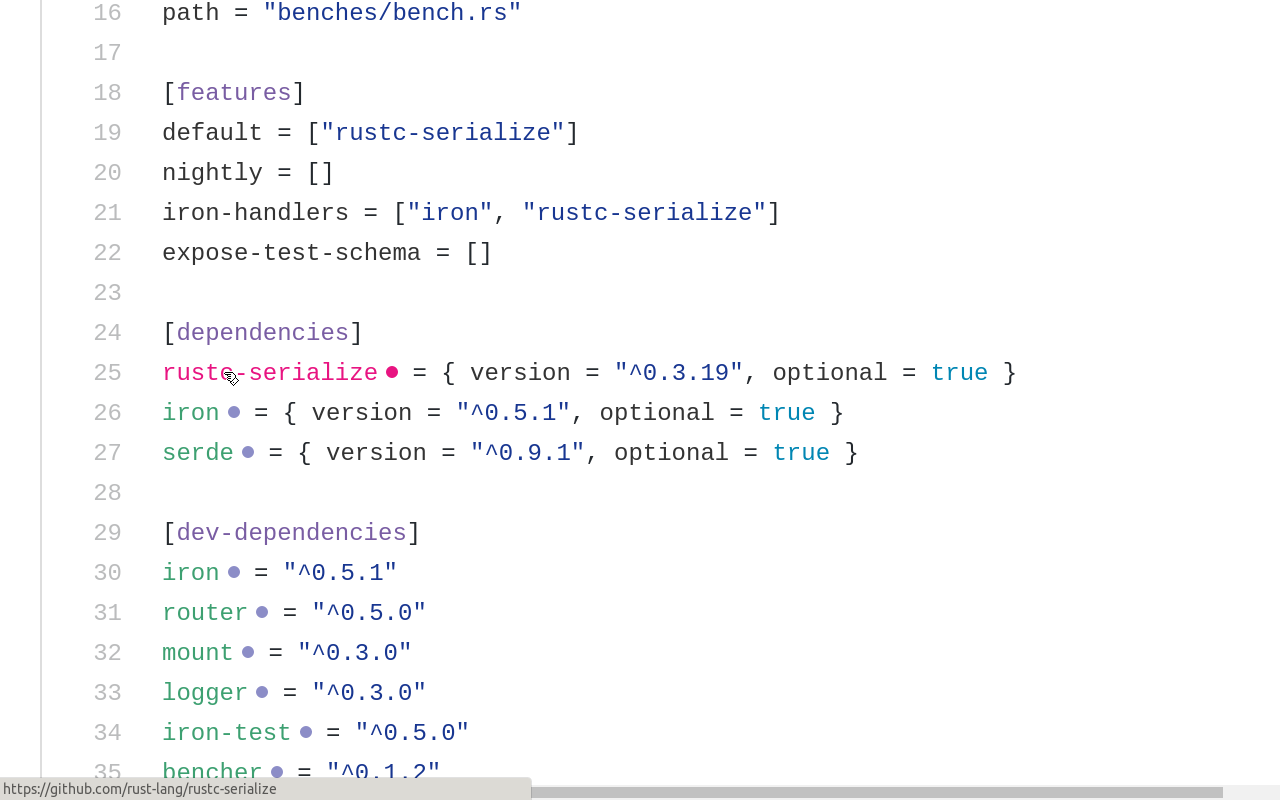 16 path = "benches/bench.rs"
17
18 [features]
19 default = ["rustc-serialize"]
20 nightly = []
21 iron-handlers = ["iron", "rustc-serialize"]
22 expose-test-schema = []
23
24 [dependencies]
25 rustc-serialize = { version = "^0.3.19", optional = true }
26 iron = { version = "^0.5.1", optional = true }
27 serde = { version = "^0.9.1", optional = true }
28
29 [dev-dependencies]
30 iron = "^0.5.1"
31 router = "^0.5.0"
32 mount = "^0.3.0"
33 logger = "^0.3.0"
34 iron-test = "^0.5.0"
35 bencher = "^0.1.2"
https://github.com/rust-lang/rustc-serialize